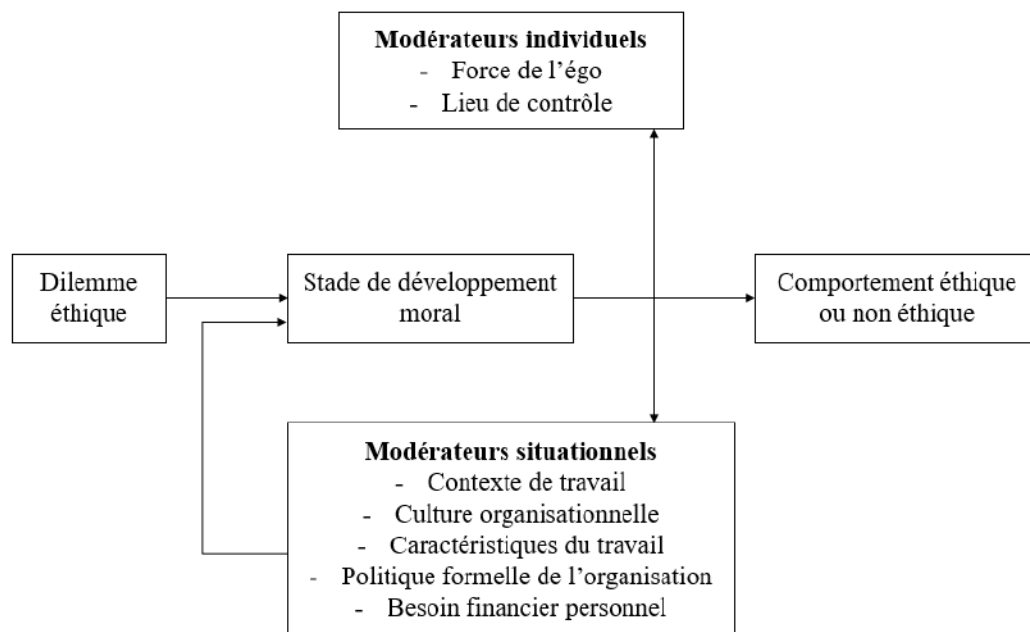 Modérateurs individuels
- Force de l'égo
- Lieu de contrôle
Dilemme
éthique
Stade de développement
moral
Comportement éthique
ou non éthique
Modérateurs situationnels
- Contexte de travail
- Culture organisationnelle
- Caractéristiques du travail
- Politique formelle de l'organisation
- Besoin financier personnel